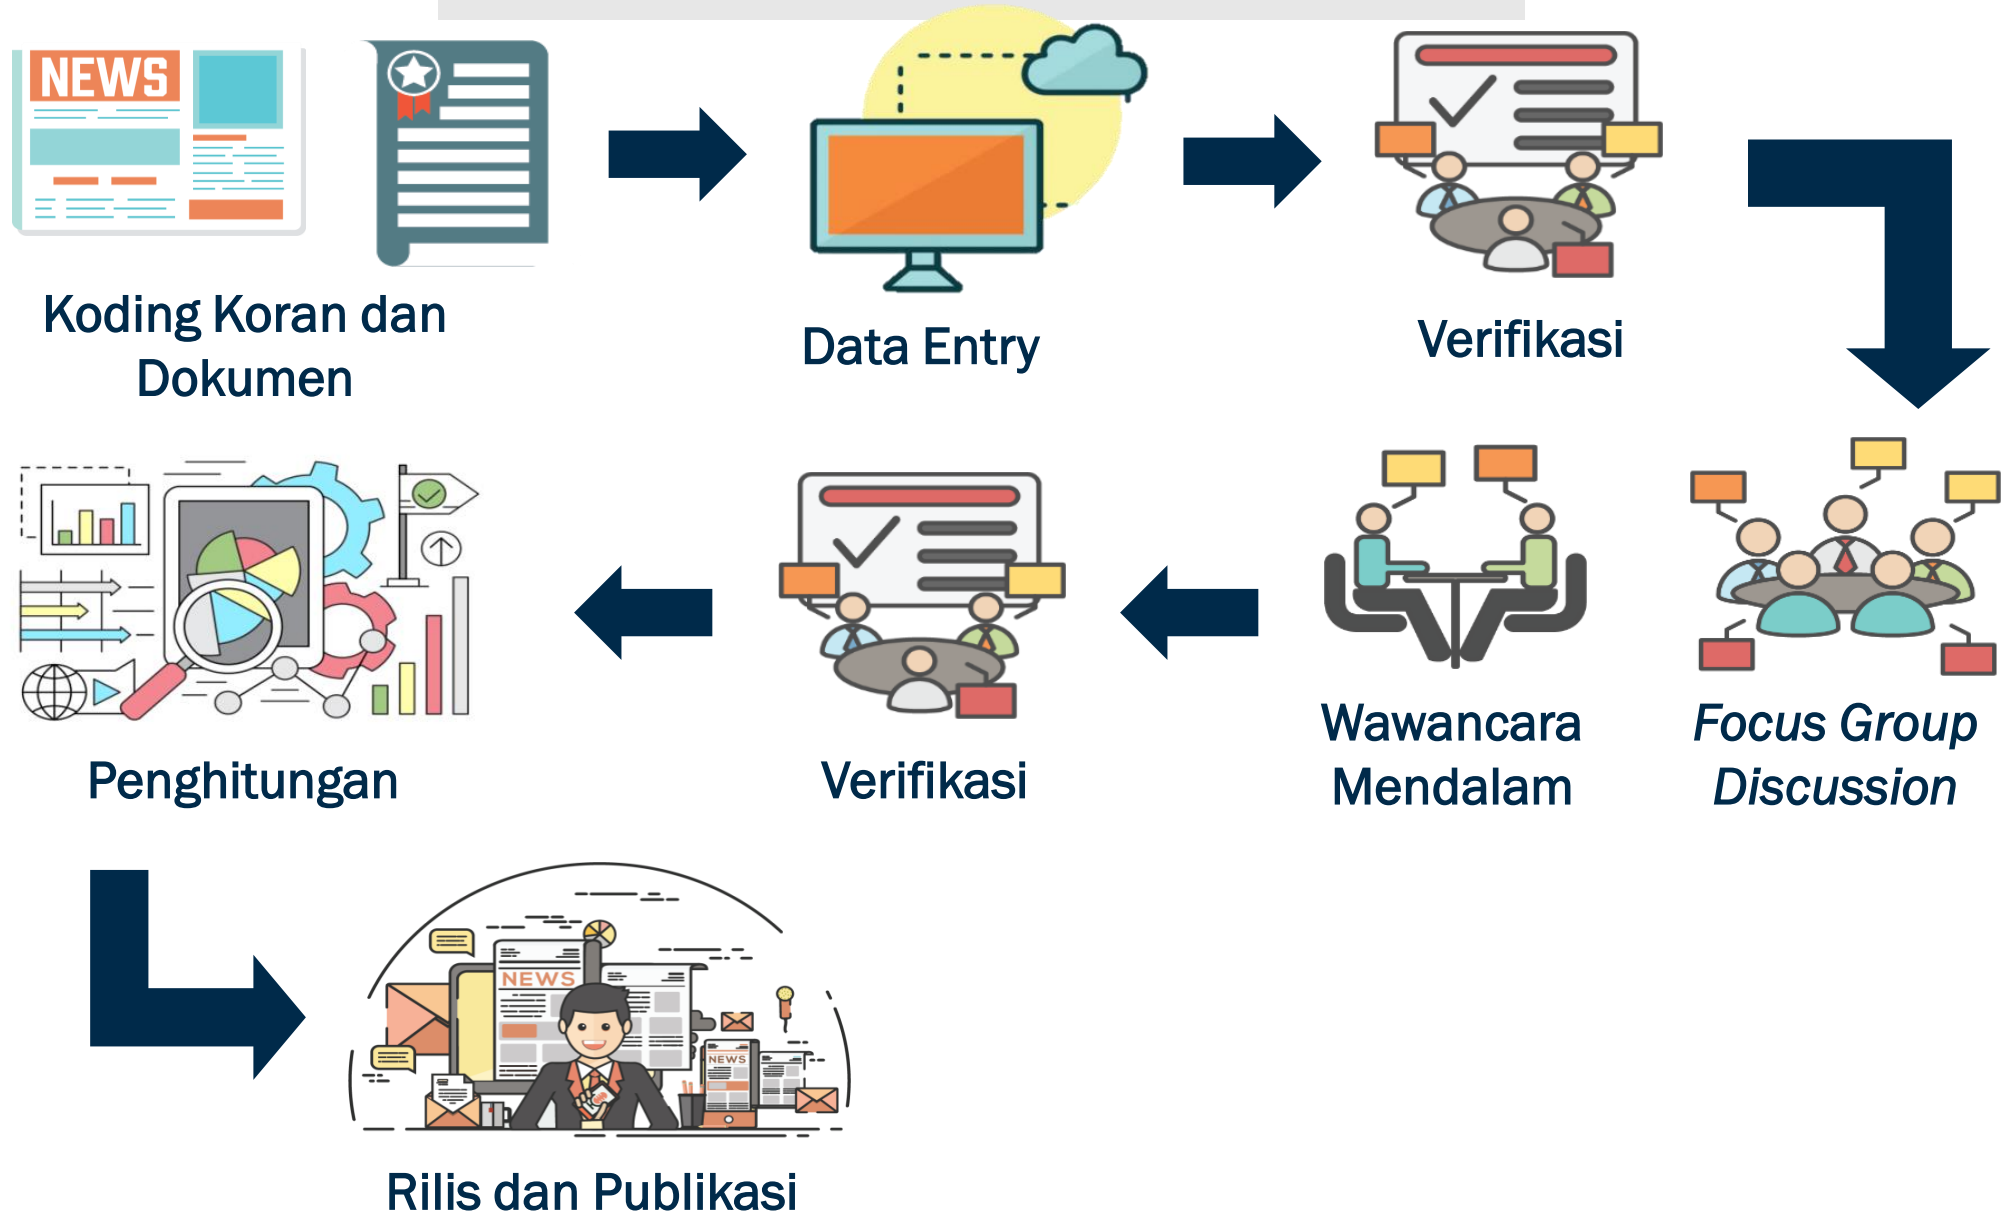 NEWS
Koding Koran dan
Dokumen
Data Entry
Verifikasi
Focus Group
Discussion
Wawancara
Mendalam
Verifikasi
Penghitungan
NEWS
NEWS
Rilis dan Publikasi